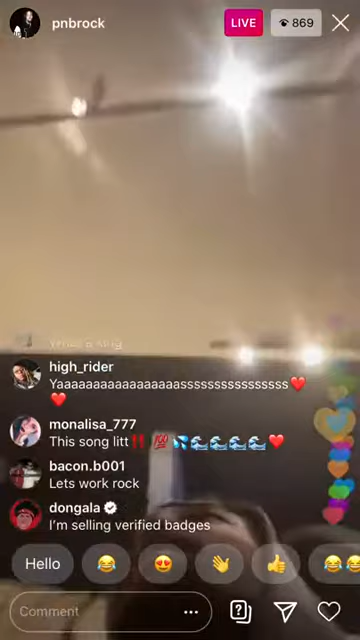 pnbrock
LIVE
869
high_rider
Yaaaaaaaaaaaaaaaaassssssssssssssss❤️
❤️
monalisa_777
This song litt‼️💯💦🌊🌊🌊🌊❤️
bacon.b001
Lets work rock
dongala
I'm selling verified badges
Hello 😂 😍 👋 👍 😂😂
Comment